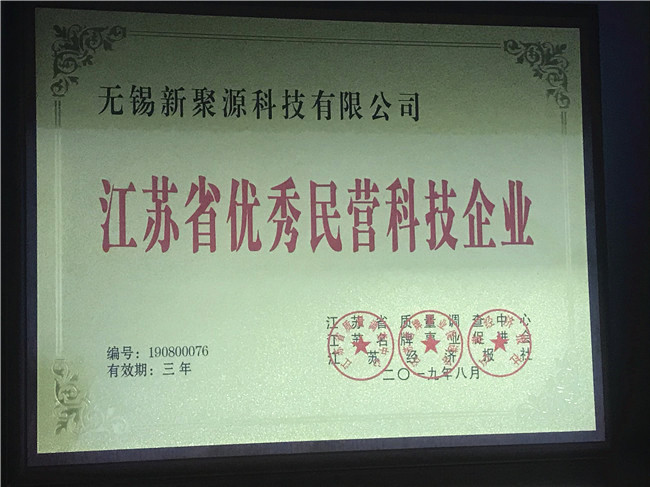 无锡新聚源科技有限公司
江苏省优秀民营科技企业
江苏省质量调查中心
江苏名牌事业促进会
江苏经济报社
编号：190800076
有效期：三年
二〇一九年八月